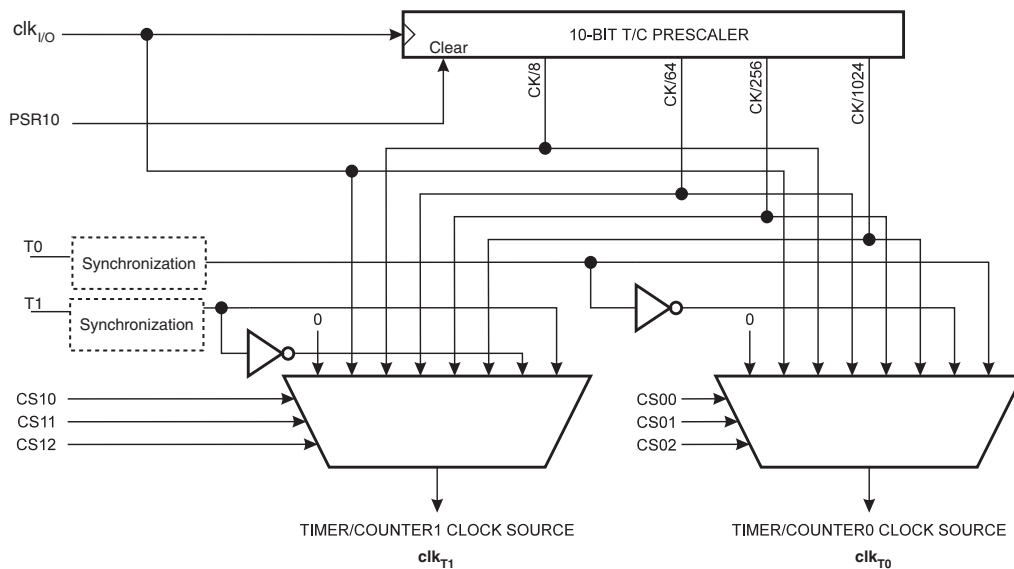 clkI/O
10-BIT T/C PRESCALER
Clear
CK/8
CK/64
CK/256
CK/1024
PSR10
T0
Synchronization
T1
Synchronization
0
0
CS10
CS11
CS12
CS00
CS01
CS02
TIMER/COUNTER1 CLOCK SOURCE
clkT1
TIMER/COUNTER0 CLOCK SOURCE
clkT0